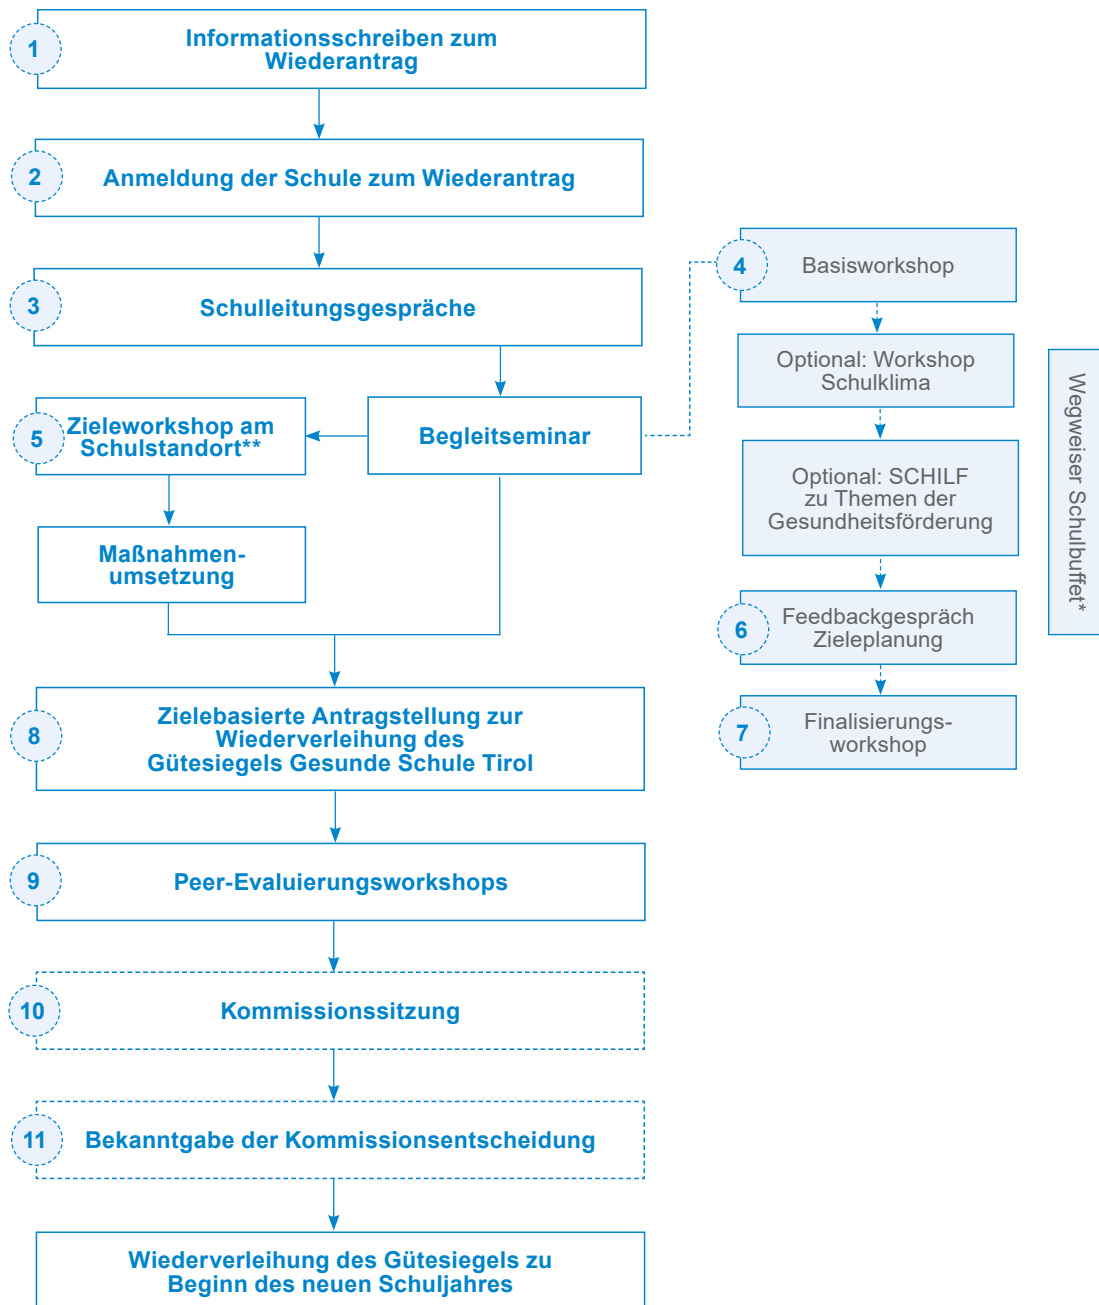 1
Informationsschreiben zum
Wiederantrag
2
Anmeldung der Schule zum Wiederantrag
3
Schulleitungsgespräche
Begleitseminar
4
Basisworkshop
Optional: Workshop
Schulklima
Optional: SCHILF
zu Themen der
Gesundheitsförderung
6
Feedbackgespräch
Zieleplanung
7
Finalisierungs-
workshop
Wegweiser Schulbuffet*
5
Zieleworkshop am
Schulstandort**
Maßnahmen-
umsetzung
8
Zielebasierte Antragstellung zur
Wiederverleihung des
Gütesiegels Gesunde Schule Tirol
9
Peer-Evaluierungsworkshops
10
Kommissionssitzung
11
Bekanntgabe der Kommissionsentscheidung
Wiederverleihung des Gütesiegels zu
Beginn des neuen Schuljahres